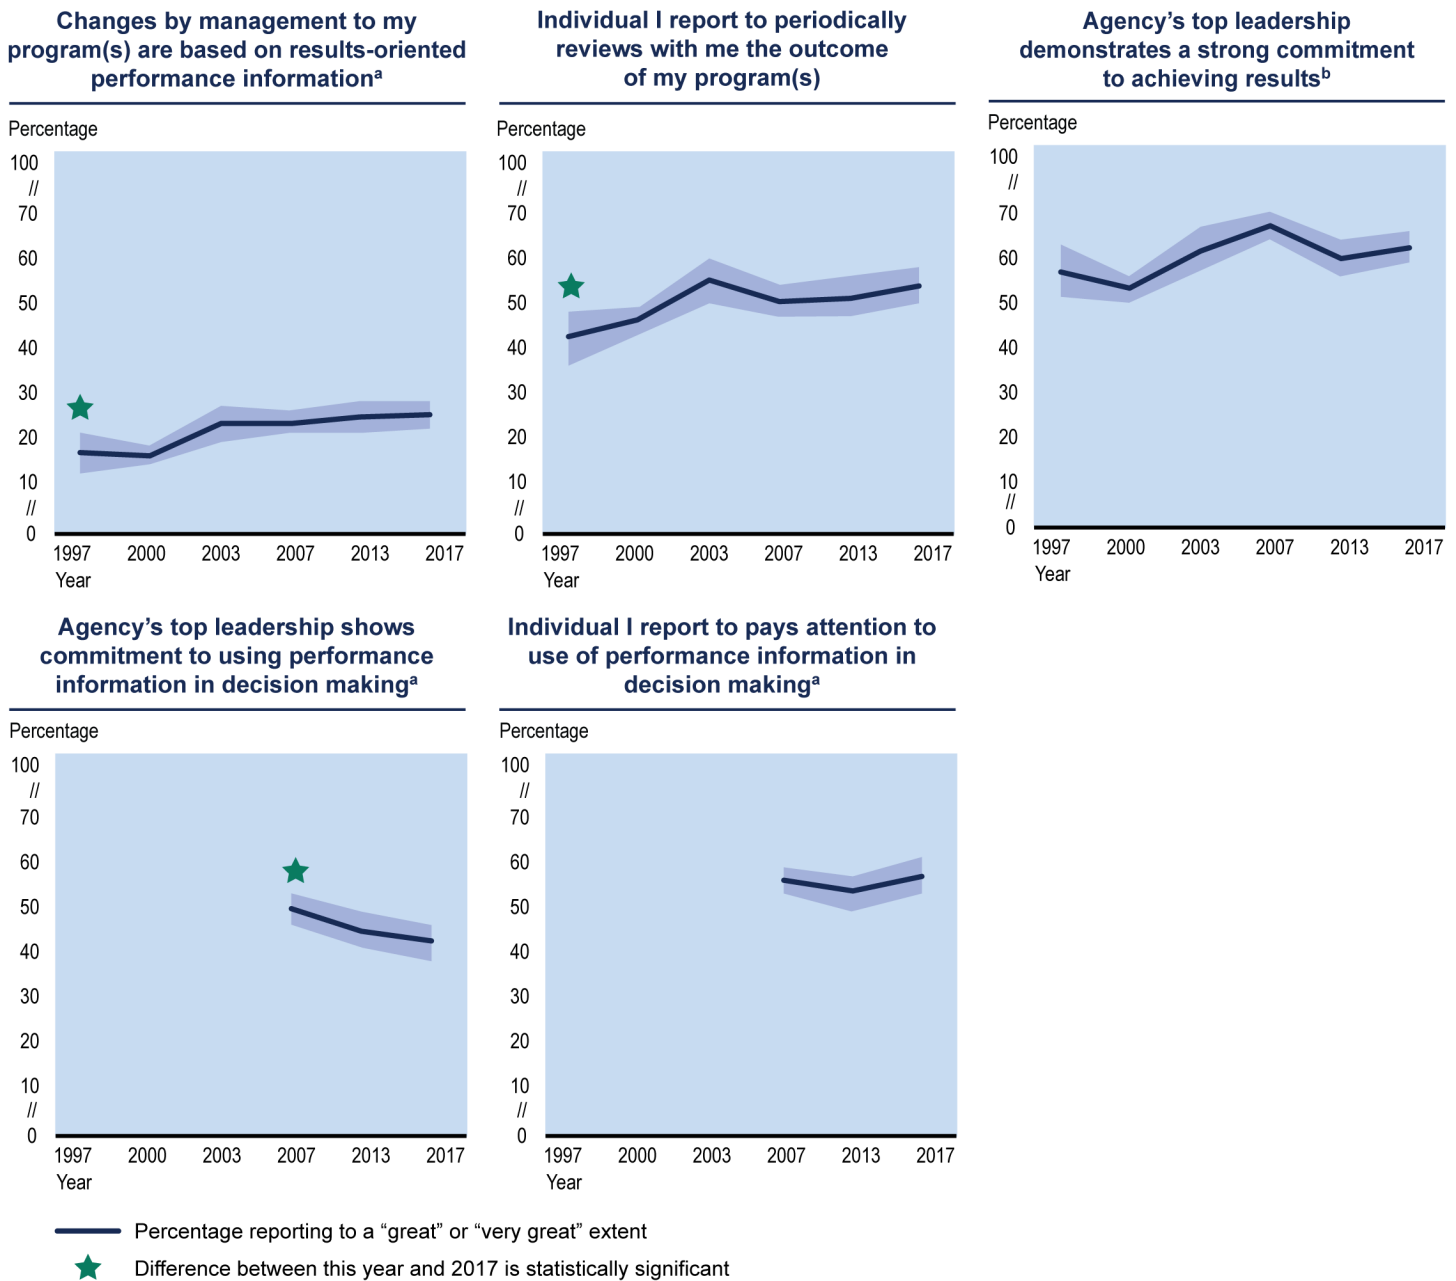 Changes by management to my
program(s) are based on results-oriented
performance informationᵃ
Percentage
100
//
70
60
50
40
30
20
10
//
0
1997 2000 2003 2007 2013 2017
Year
Individual I report to periodically
reviews with me the outcome
of my program(s)
Percentage
100
//
70
60
50
40
30
20
10
//
0
1997 2000 2003 2007 2013 2017
Year
Agency’s top leadership
demonstrates a strong commitment
to achieving resultsᵇ
Percentage
100
//
70
60
50
40
30
20
10
//
0
1997 2000 2003 2007 2013 2017
Year
Agency’s top leadership shows
commitment to using performance
information in decision makingᵃ
Percentage
100
//
70
60
50
40
30
20
10
//
0
1997 2000 2003 2007 2013 2017
Year
Individual I report to pays attention to
use of performance information in
decision makingᵃ
Percentage
100
//
70
60
50
40
30
20
10
//
0
1997 2000 2003 2007 2013 2017
Year
Percentage reporting to a “great” or “very great” extent
Difference between this year and 2017 is statistically significant